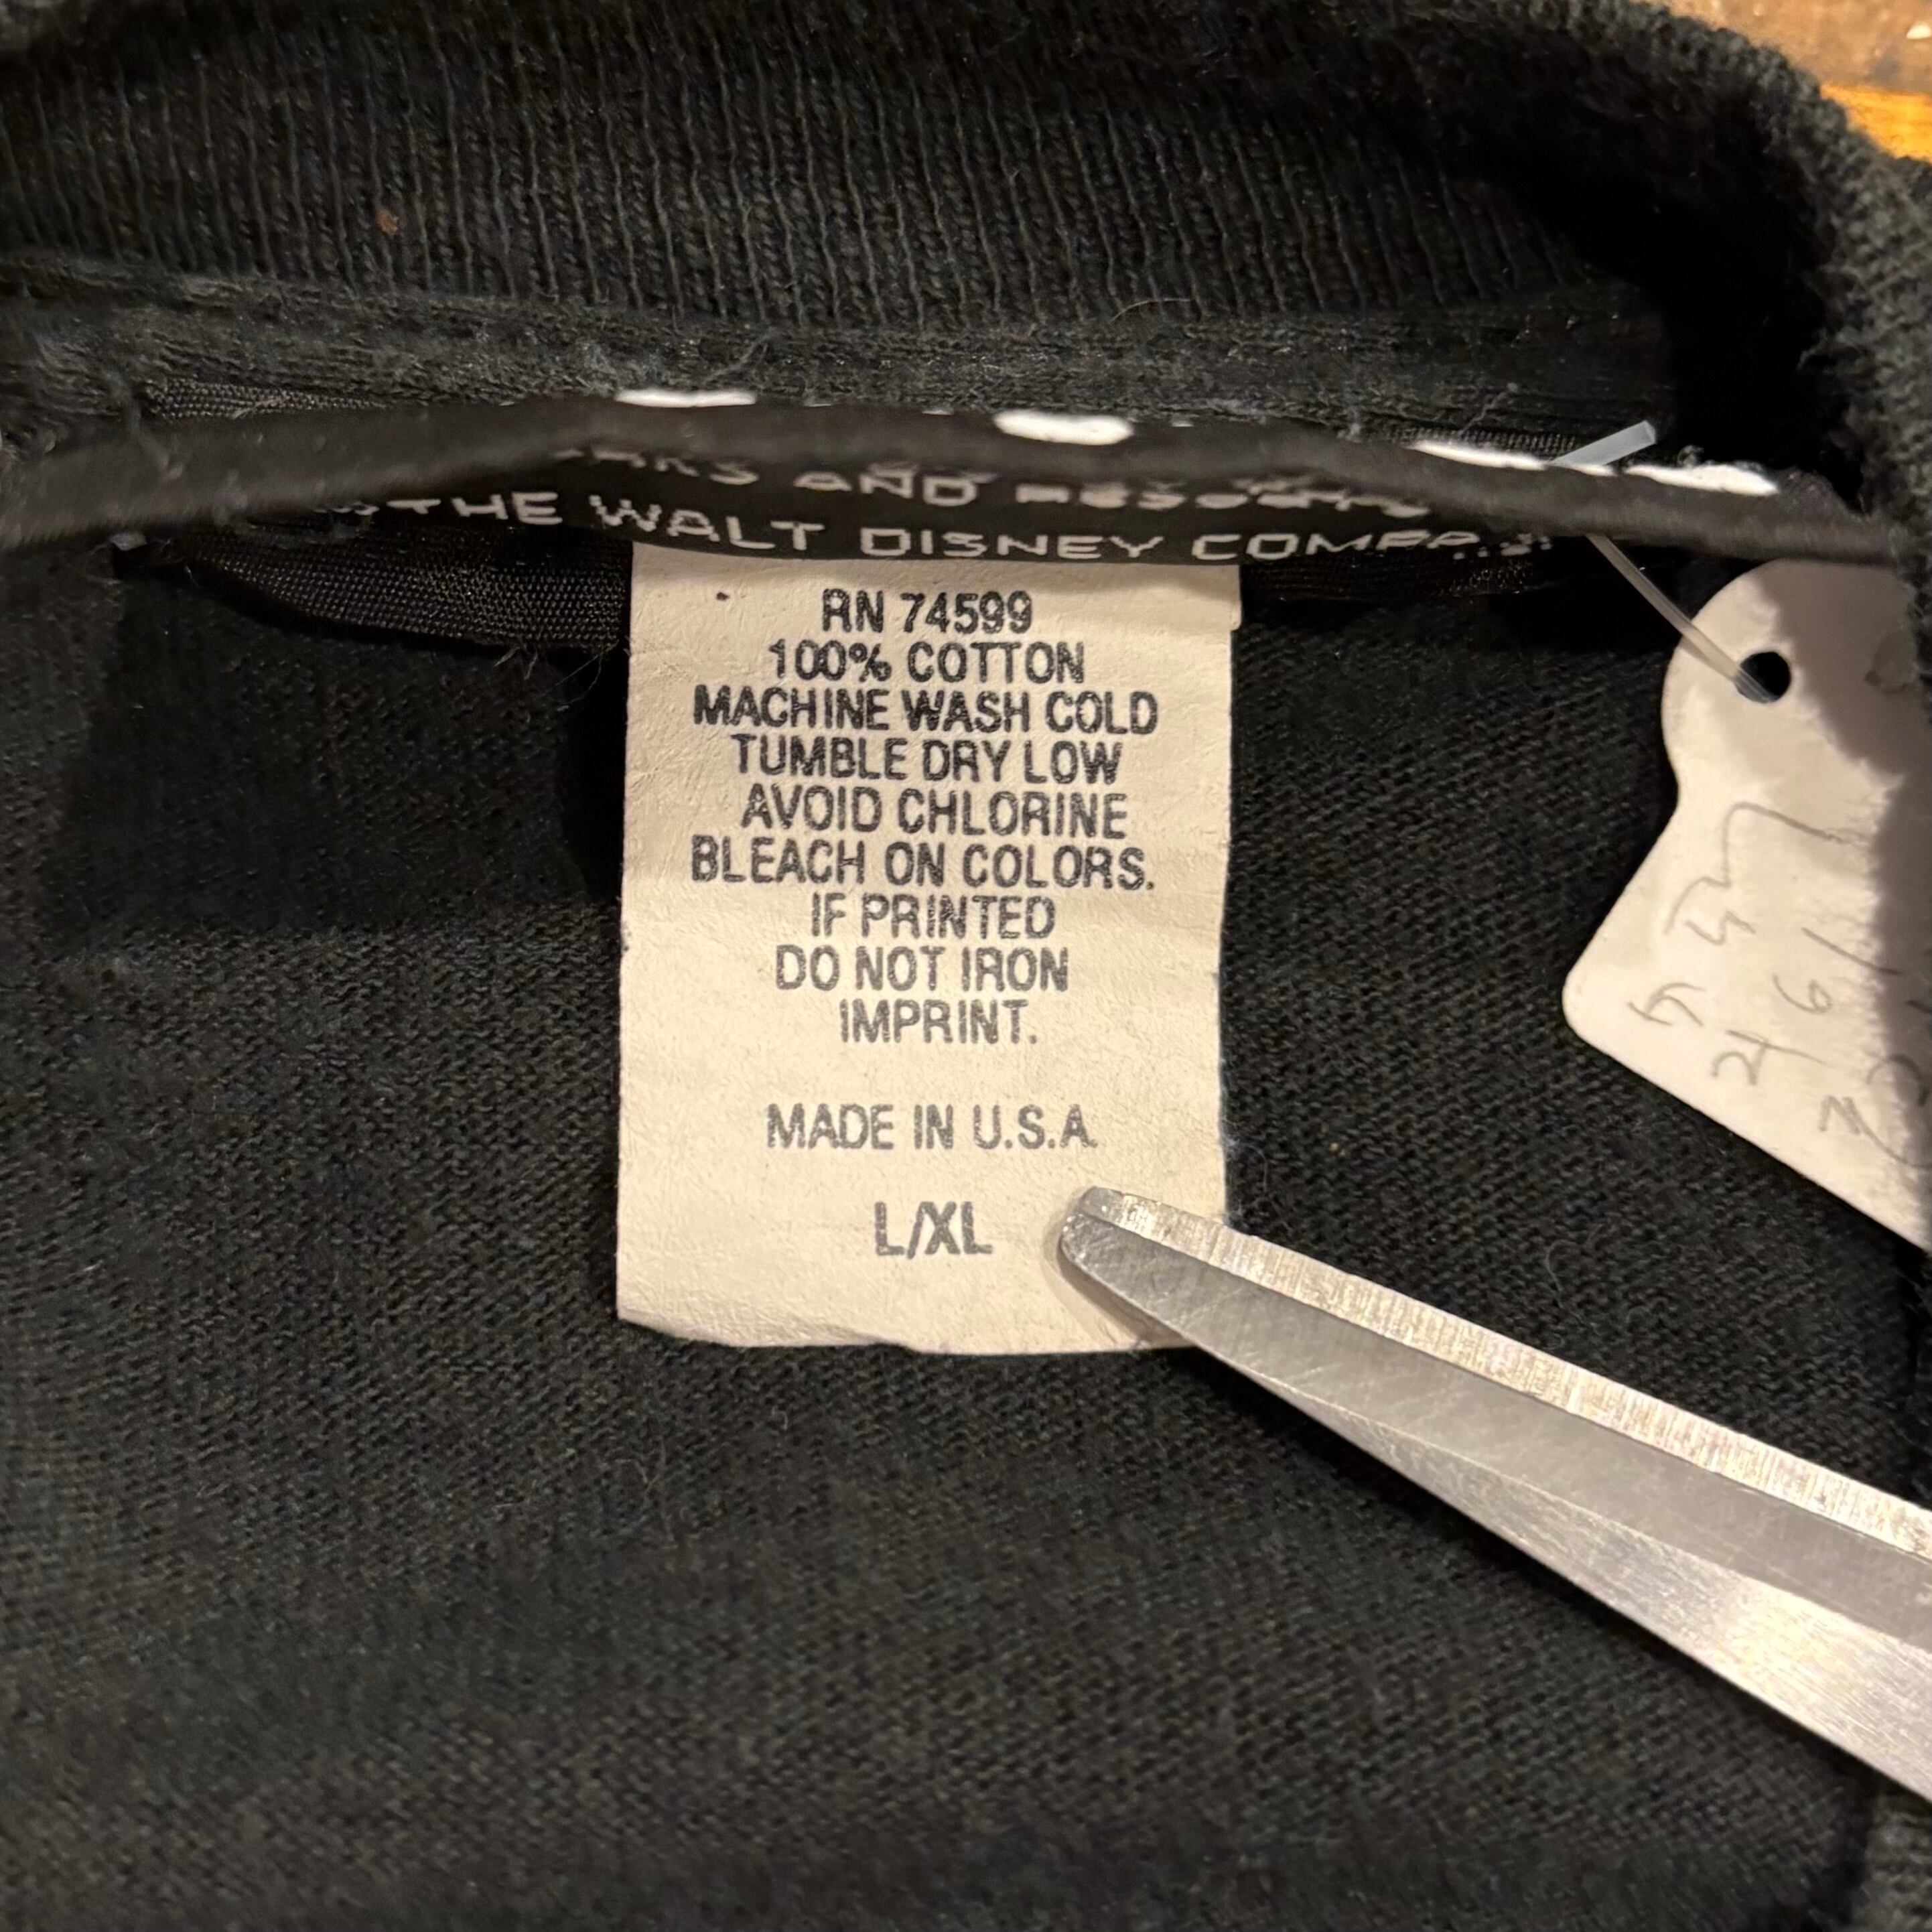 AND
THE WALT DISNEY
RN 74599
100% COTTON
MACHINE WASH COLD
TUMBLE DRY LOW
AVOID CHLORINE
BLEACH ON COLORS.
IF PRINTED
DO NOT IRON
IMPRINT.
MADE IN U.S.A.
L/XL